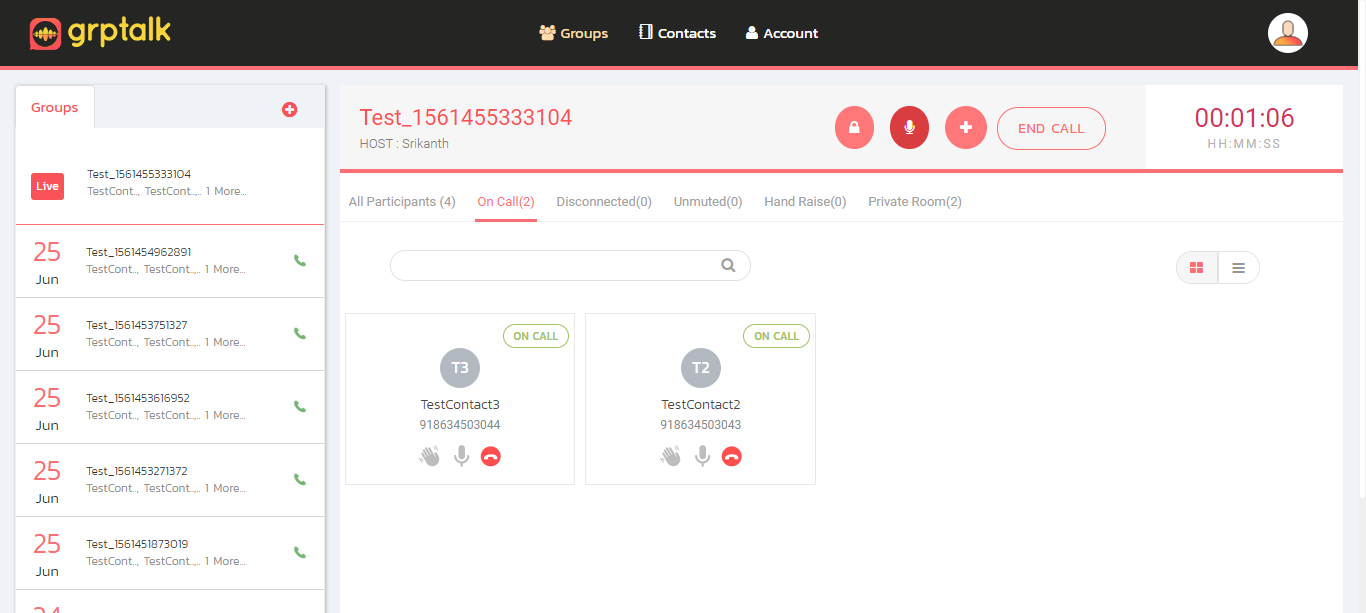 grptalk
Groups
Contacts
Account
Groups
Live
Test_1561455333104
TestCont.., TestCont..,.. 1 More...
25
Jun
Test_1561454962891
TestCont.., TestCont..,.. 1 More...
25
Jun
Test_1561453751327
TestCont.., TestCont..,.. 1 More...
25
Jun
Test_1561453616952
TestCont.., TestCont..,.. 1 More...
25
Jun
Test_1561453271372
TestCont.., TestCont..,.. 1 More...
25
Jun
Test_1561451873019
TestCont.., TestCont..,.. 1 More...
Test_1561455333104
HOST : Srikanth
END CALL
00:01:06
HH:MM:SS
All Participants (4)
On Call(2)
Disconnected(0)
Unmuted(0)
Hand Raise(0)
Private Room(2)
ON CALL
T3
TestContact3
918634503044
ON CALL
T2
TestContact2
918634503043